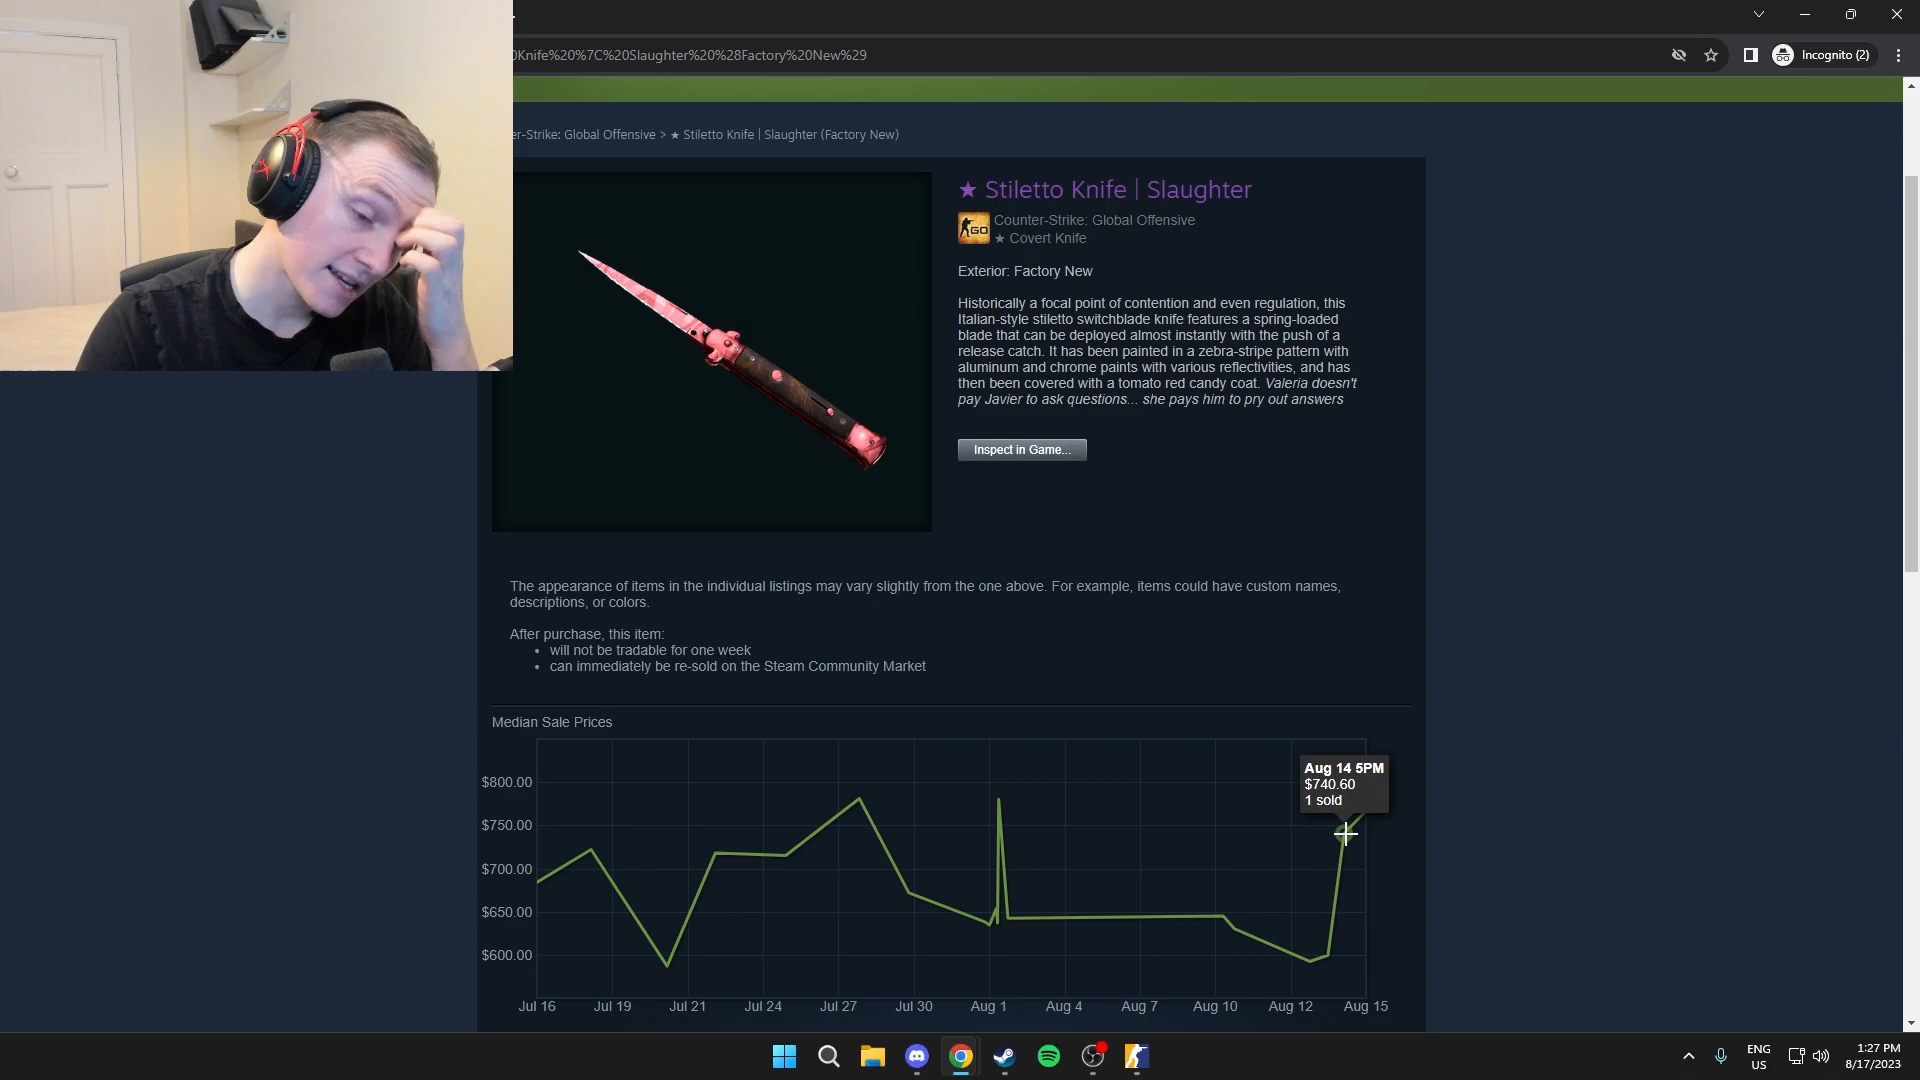 0Knife%20%7C%20Slaughter%20%28Factory%20New%29
Incognito (2)
er-Strike: Global Offensive > ★ Stiletto Knife | Slaughter (Factory New)
★ Stiletto Knife | Slaughter
GO
Counter-Strike: Global Offensive
★ Covert Knife
Exterior: Factory New
Historically a focal point of contention and even regulation, this
Italian-style stiletto switchblade knife features a spring-loaded
blade that can be deployed almost instantly with the push of a
release catch. It has been painted in a zebra-stripe pattern with
aluminum and chrome paints with various reflectivities, and has
then been covered with a tomato red candy coat. Valeria doesn't
pay Javier to ask questions... she pays him to pry out answers
Inspect in Game...
The appearance of items in the individual listings may vary slightly from the one above. For example, items could have custom names,
descriptions, or colors.
After purchase, this item:
• will not be tradable for one week
• can immediately be re-sold on the Steam Community Market
Median Sale Prices
Aug 14 5PM
$740.60
1 sold
$800.00
$750.00
$700.00
$650.00
$600.00
Jul 16 Jul 19 Jul 21 Jul 24 Jul 27 Jul 30 Aug 1 Aug 4 Aug 7 Aug 10 Aug 12 Aug 15
ENG
US
1:27 PM
8/17/2023